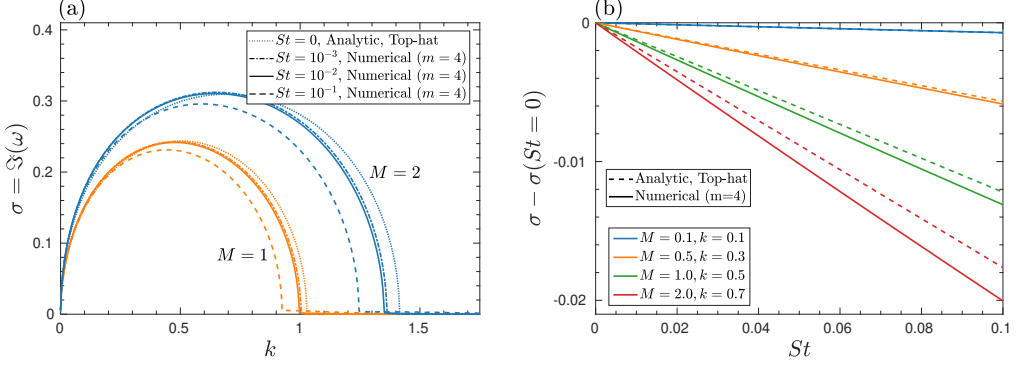 (a)
0.4
0.3
0.2
0.1
0
σ = ℑ(ω)
St = 0, Analytic, Top-hat
St = 10⁻³, Numerical (m = 4)
St = 10⁻², Numerical (m = 4)
St = 10⁻¹, Numerical (m = 4)
M = 2
M = 1
0 0.5 1 1.5
k
(b)
0
-0.01
-0.02
σ − σ(St = 0)
Analytic, Top-hat
Numerical (m=4)
M = 0.1, k = 0.1
M = 0.5, k = 0.3
M = 1.0, k = 0.5
M = 2.0, k = 0.7
0 0.02 0.04 0.06 0.08 0.1
St